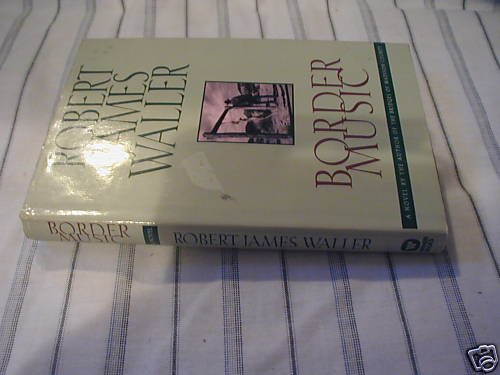 ROBERT
JAMES
WALLER
BORDER
MUSIC
A NOVEL BY THE AUTHOR OF THE BRIDGES OF MADISON COUNTY
BORDER
MUSIC
ROBERT JAMES WALLER